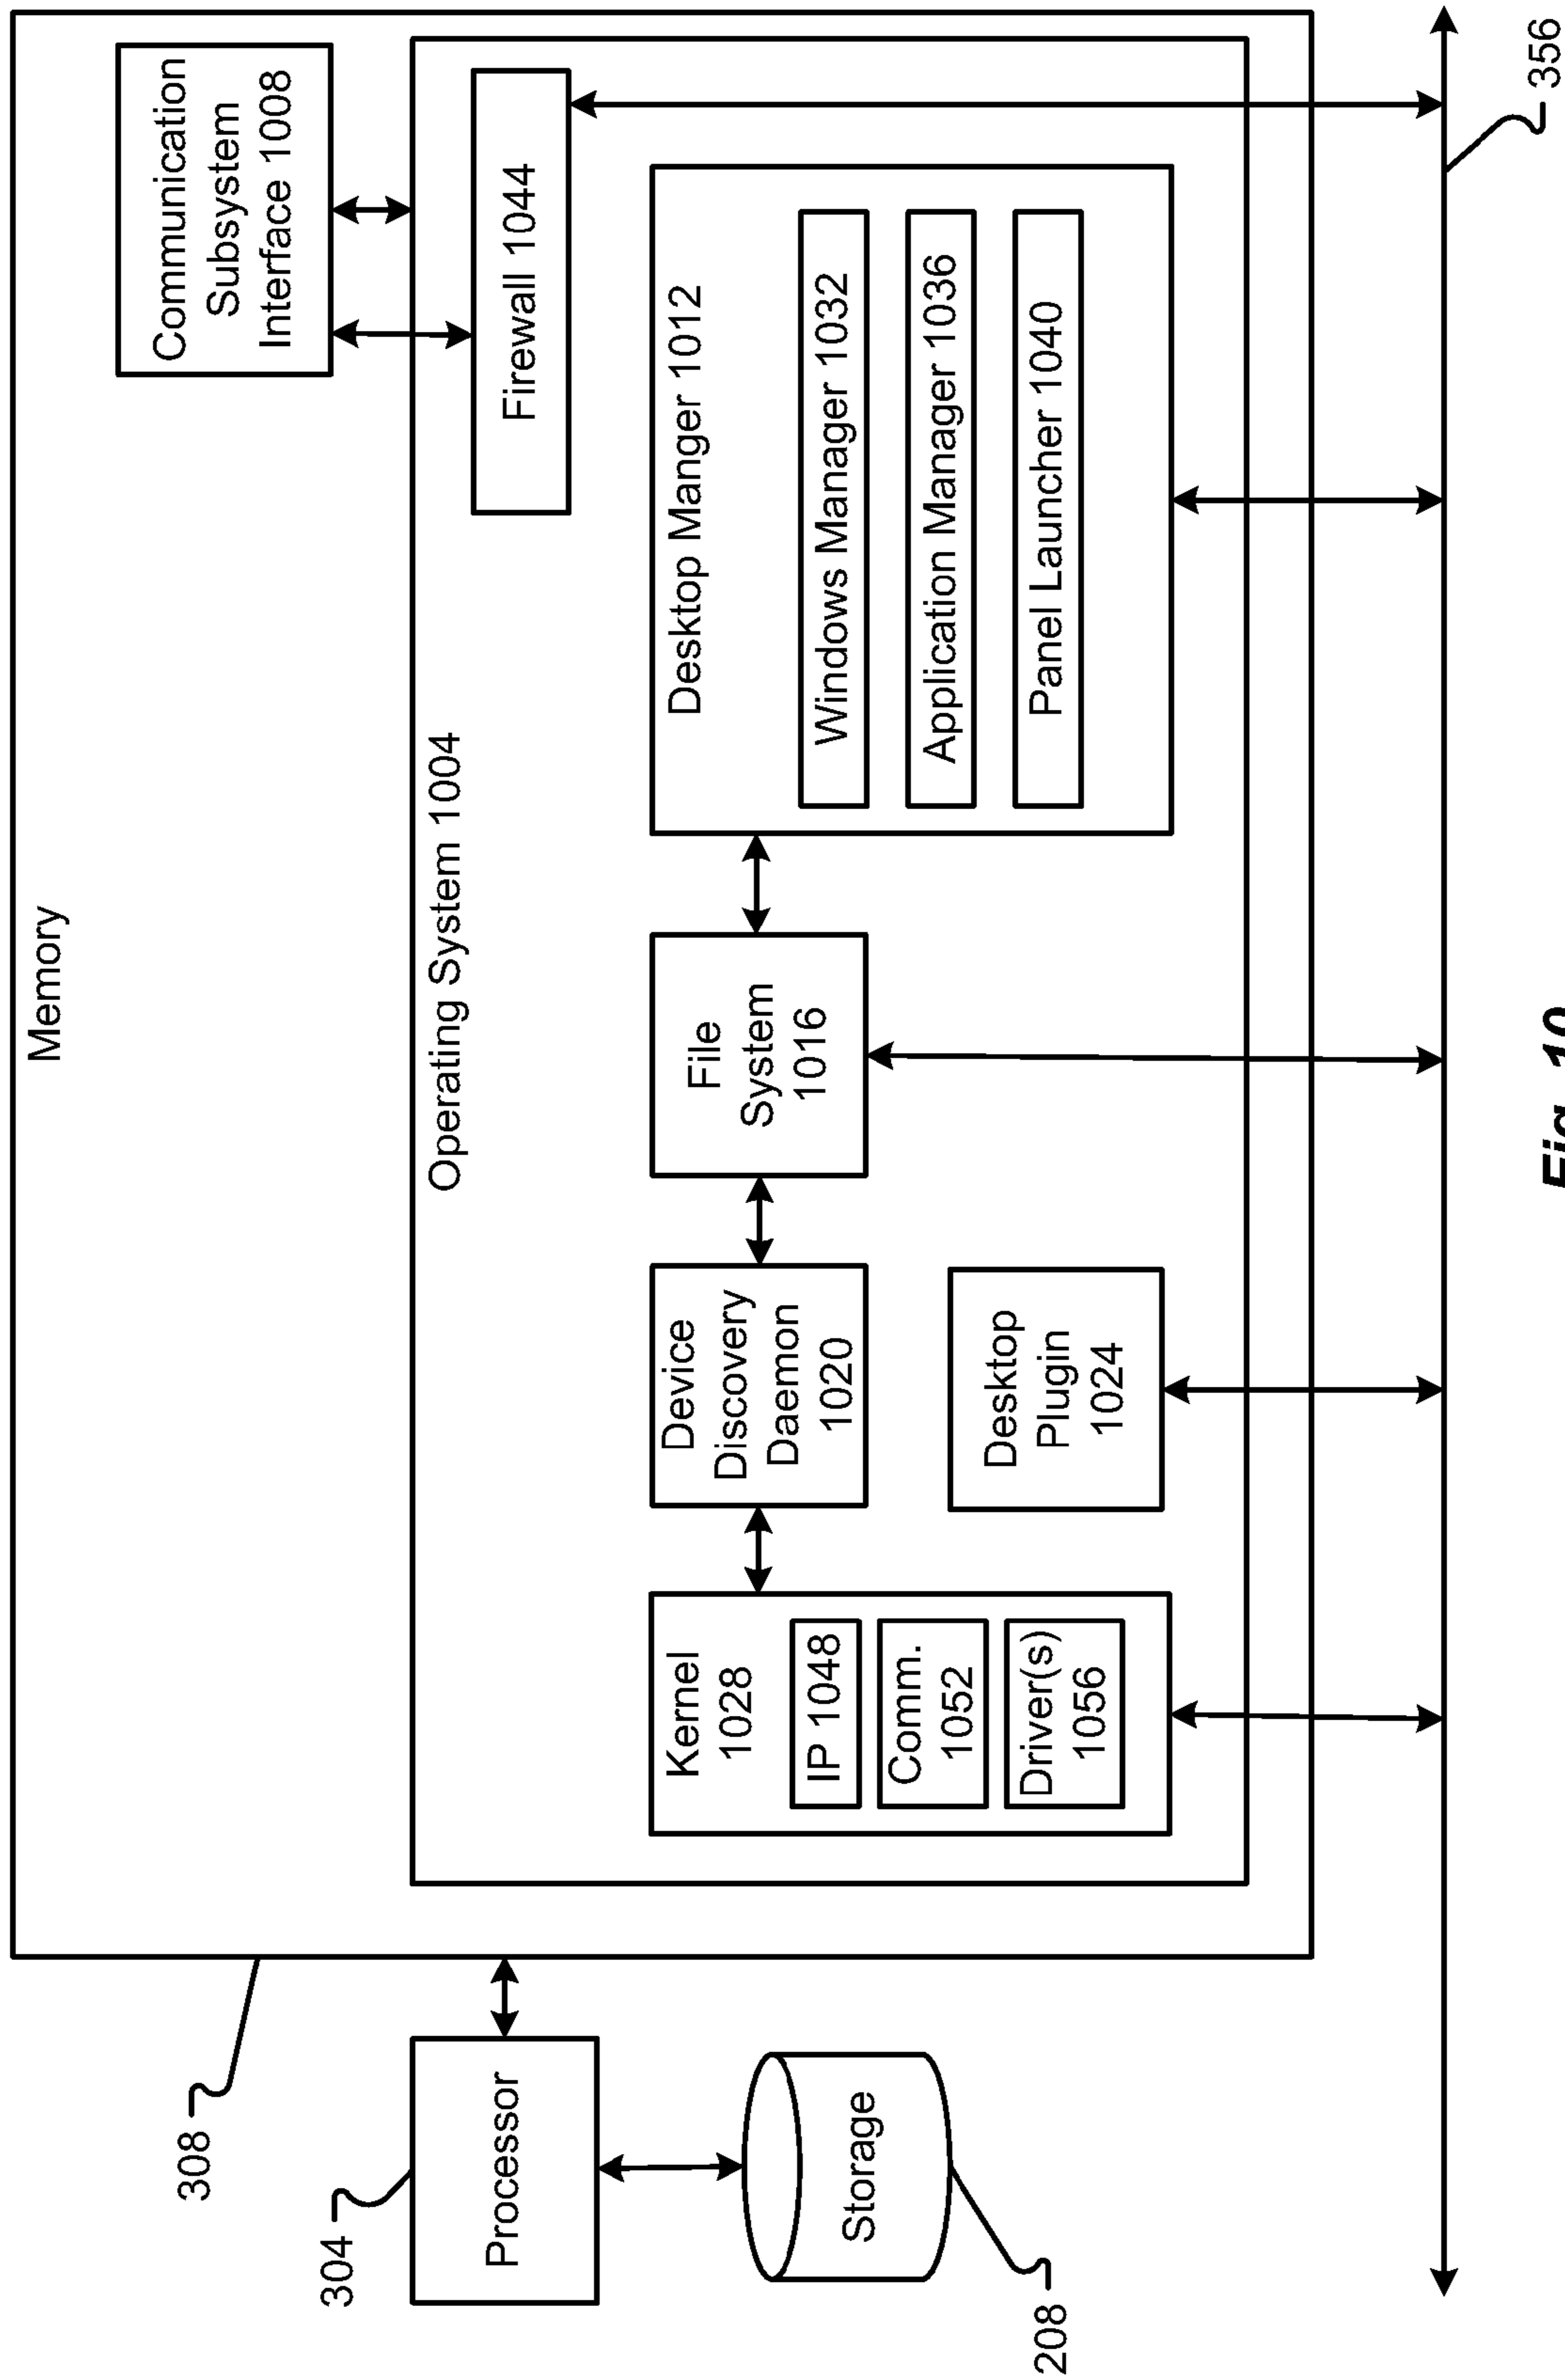 Memory
Communication
Subsystem
Interface 1008
308
Operating System 1004
Firewall 1044
304
Processor
Kernel
1028
IP 1048
Comm.
1052
Driver(s)
1056
Device
Discovery
Daemon
1020
File
System
1016
Desktop Manger 1012
Windows Manager 1032
Application Manager 1036
Panel Launcher 1040
Desktop
Plugin
1024
Storage
208
356
Fig. 10